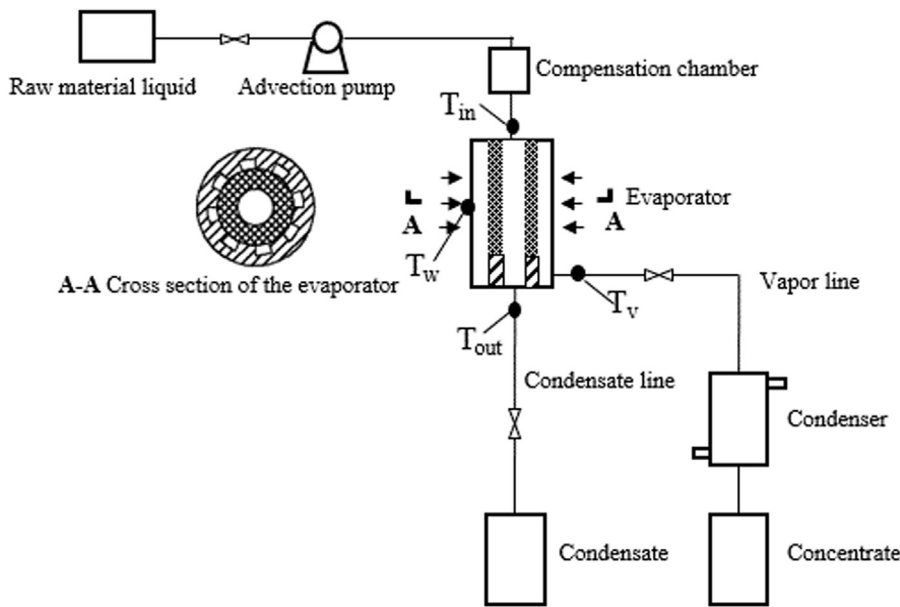 Raw material liquid
Advection pump
Compensation chamber
Tin
A
A
Evaporator
A-A Cross section of the evaporator
Tw
Tv
Vapor line
Tout
Condensate line
Condenser
Condensate
Concentrate